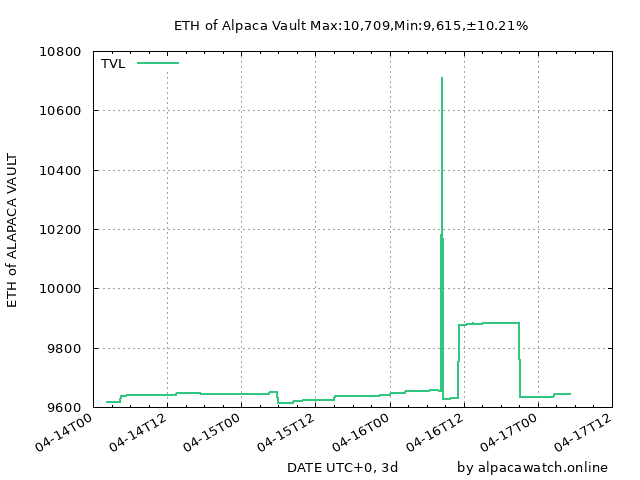 ETH of Alpaca Vault Max:10,709,Min:9,615,±10.21%
TVL
10800
10600
10400
10200
10000
9800
9600
ETH of ALAPACA VAULT
04-14T00
04-14T12
04-15T00
04-15T12
04-16T00
04-16T12
04-17T00
04-17T12
DATE UTC+0, 3d
by alpacawatch.online